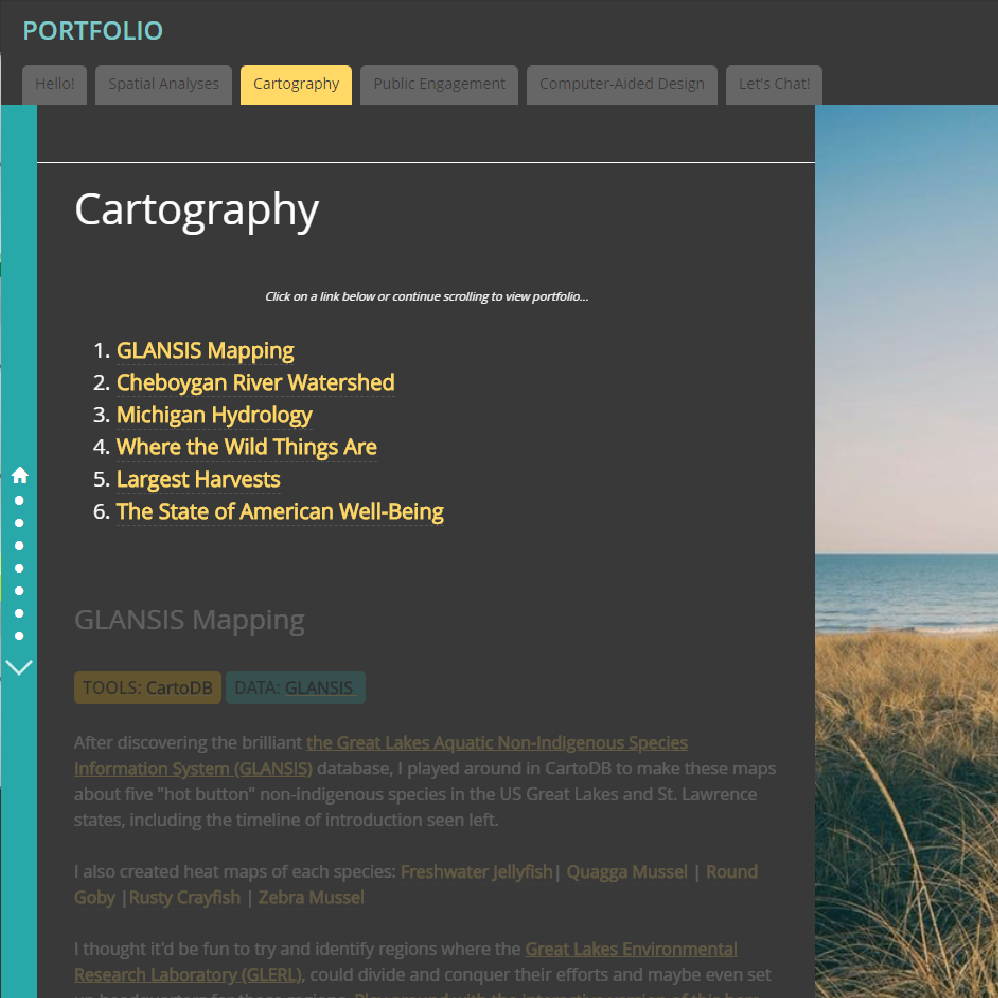 PORTFOLIO
Hello! Spatial Analyses Cartography Public Engagement Computer-Aided Design Let's Chat!
Cartography
Click on a link below or continue scrolling to view portfolio...
1. GLANSIS Mapping
2. Cheboygan River Watershed
3. Michigan Hydrology
4. Where the Wild Things Are
5. Largest Harvests
6. The State of American Well-Being
GLANSIS Mapping
TOOLS: CartoDB DATA: GLANSIS
After discovering the brilliant the Great Lakes Aquatic Non-Indigenous Species
Information System (GLANSIS) database, I played around in CartoDB to make these maps
about five "hot button" non-indigenous species in the US Great Lakes and St. Lawrence
states, including the timeline of introduction seen left.
I also created heat maps of each species: Freshwater Jellyfish| Quagga Mussel | Round
Goby |Rusty Crayfish | Zebra Mussel
I thought it'd be fun to try and identify regions where the Great Lakes Environmental
Research Laboratory (GLERL), could divide and conquer their efforts and maybe even set